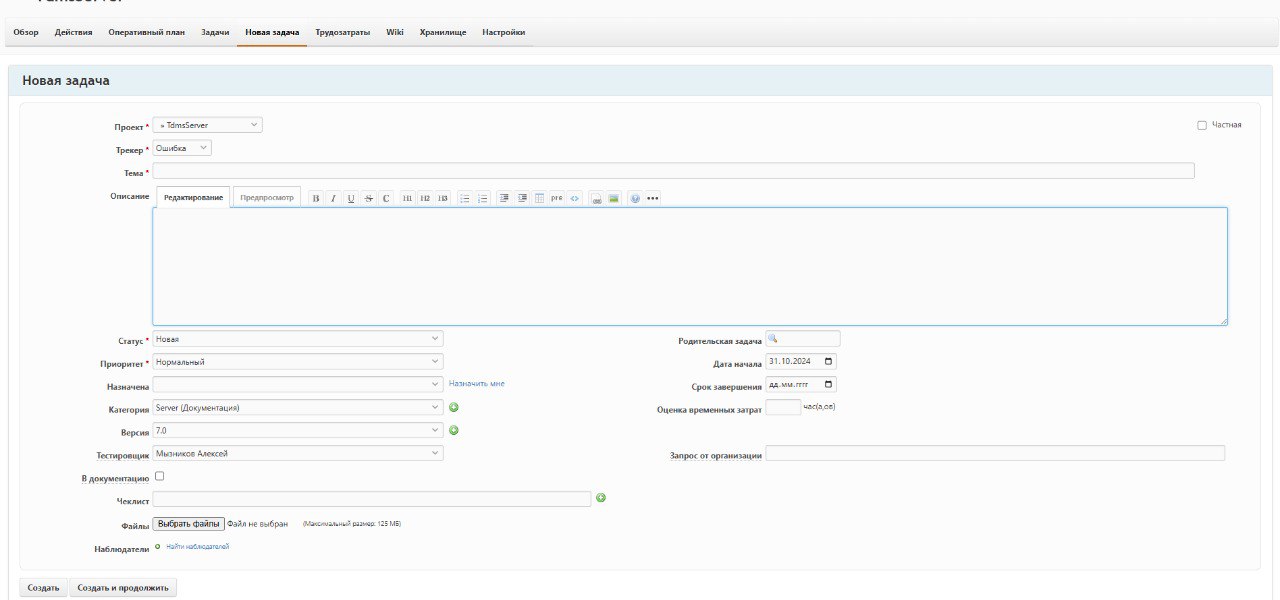 Обзор Действия Оперативный план Задачи Новая задача Трудозатраты Wiki Хранилище Настройки
Новая задача
Проект * » TdmsServer Частная
Трекер * Ошибка
Тема *
Описание Редактирование Предпросмотр B I U S C H1 H2 H3 pre <> •••
Статус * Новая Родительская задача
Приоритет * Нормальный Дата начала 31.10.2024
Назначена Назначить мне Срок завершения дд.мм.гггг
Категория Server (Документация) Оценка временных затрат час(а,ов)
Версия 7.0
Тестировщик Мызников Алексей Запрос от организации
В документацию
Чеклист
Файлы Выбрать файлы Файл не выбран (Максимальный размер: 125 МБ)
Наблюдатели Найти наблюдателей
Создать Создать и продолжить